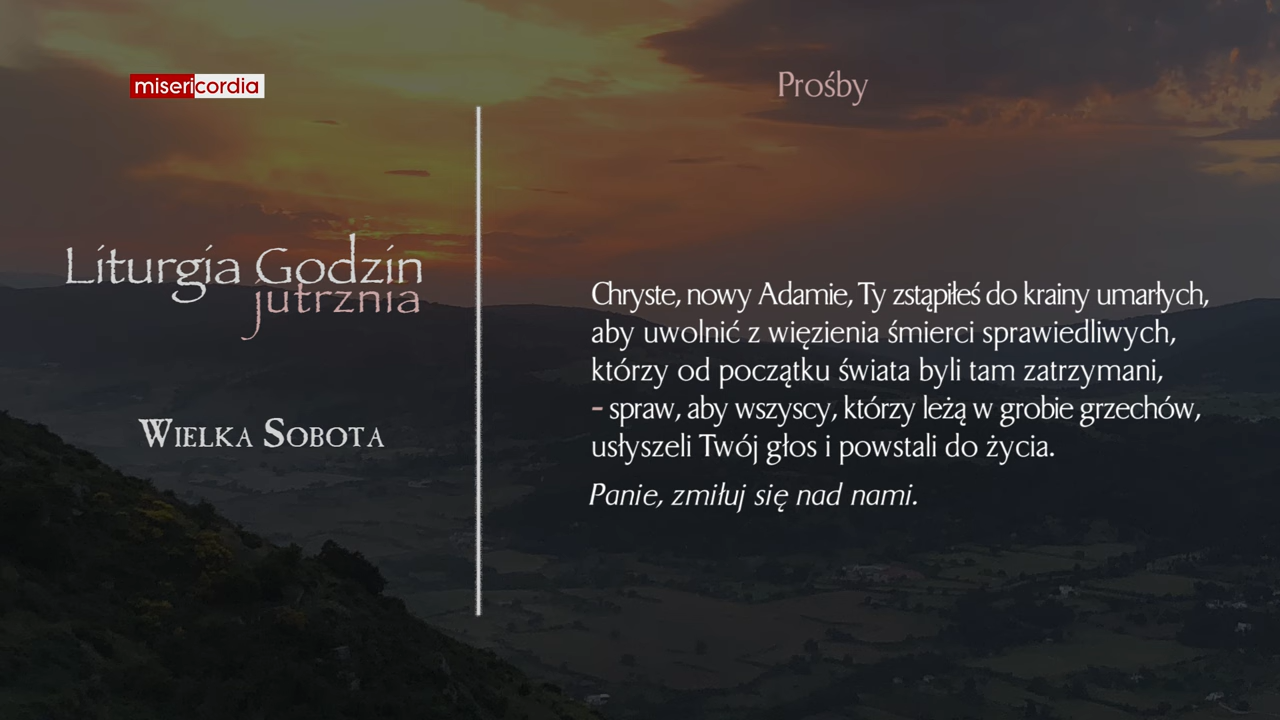 misericordia
Liturgia Godzin
jutrznia
Wielka Sobota
Prośby
Chryste, nowy Adamie, Ty zstąpiłeś do krainy umarłych,
aby uwolnić z więzienia śmierci sprawiedliwych,
którzy od początku świata byli tam zatrzymani,
- spraw, aby wszyscy, którzy leżą w grobie grzechów,
usłyszeli Twój głos i powstali do życia.
Panie, zmiłuj się nad nami.